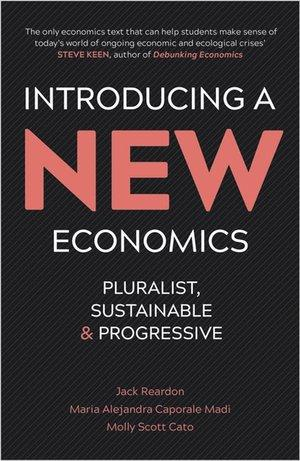 The only economics text that can help students make sense of
today's world of ongoing economic and ecological crises'
STEVE KEEN, author of Debunking Economics
INTRODUCING A
NEW
ECONOMICS
PLURALIST,
SUSTAINABLE
& PROGRESSIVE
Jack Reardon
Maria Alejandra Caporale Madi
Molly Scott Cato